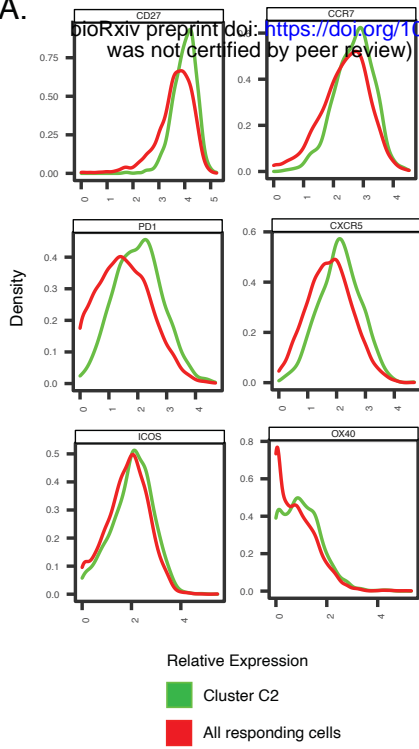 A.
bioRxiv preprint doi: https://doi.org/10
was not certified by peer review)
CD27
CCR7
0.75
0.50
0.25
0.00
0 1 2 3 4 5
0.6
0.4
0.2
0.0
0 1 2 3 4
PD1
CXCR5
Density
0.4
0.3
0.2
0.1
0.0
0 1 2 3 4
0.6
0.4
0.2
0.0
0 1 2 3 4
ICOS
OX40
0.5
0.4
0.3
0.2
0.1
0.0
0 2 4
0.8
0.6
0.4
0.2
0.0
0 2 4
Relative Expression
Cluster C2
All responding cells